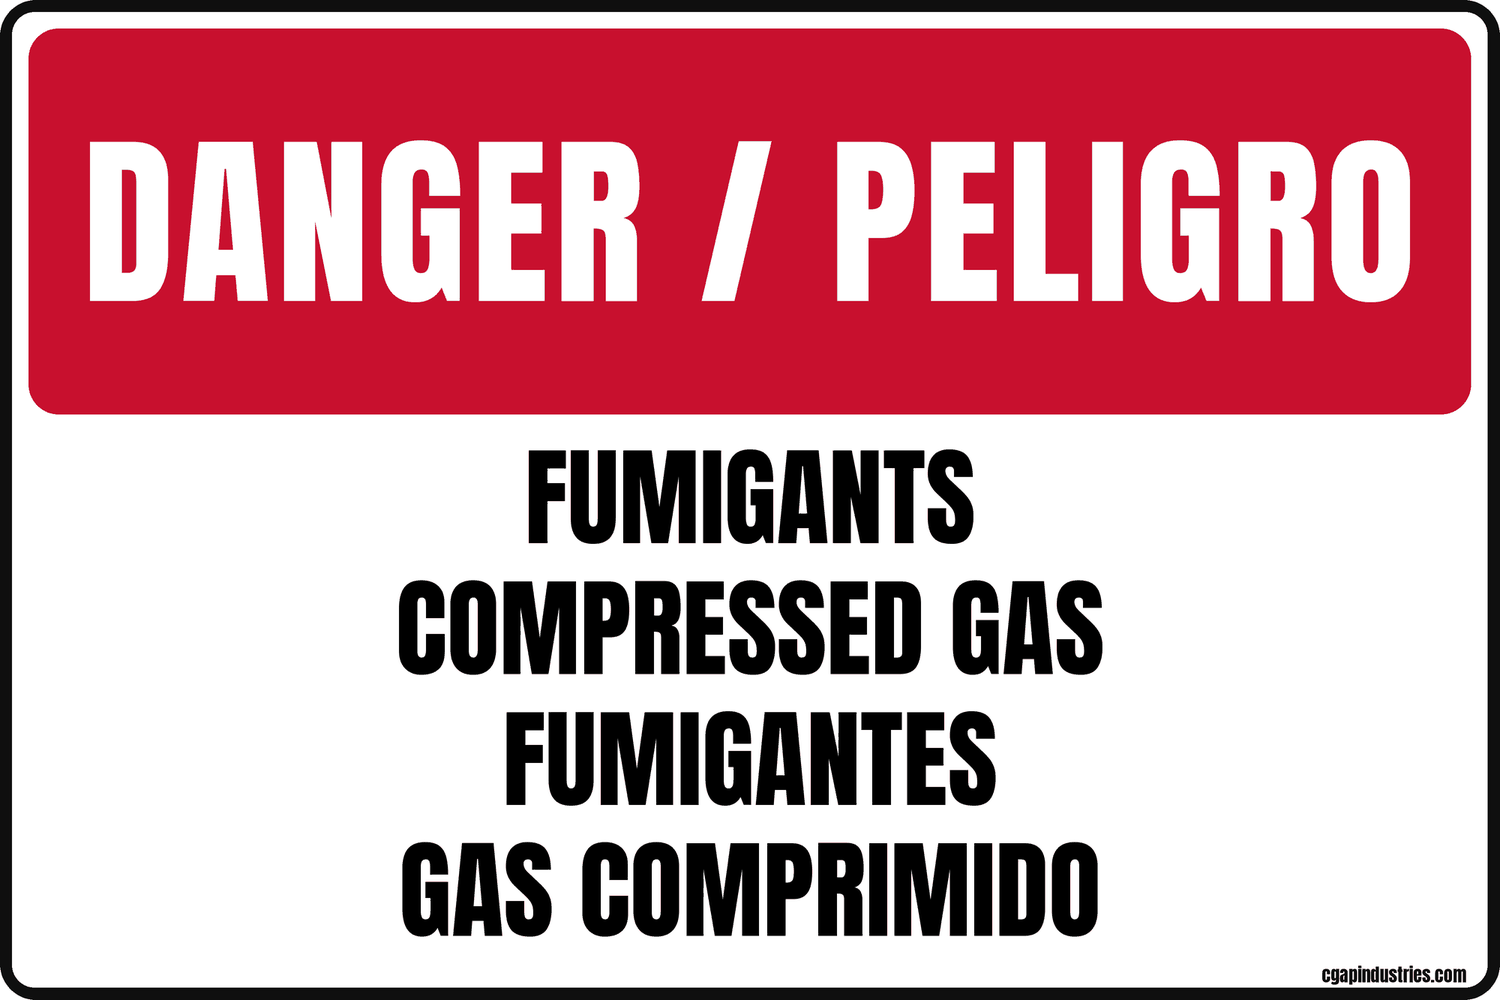 DANGER / PELIGRO
FUMIGANTS
COMPRESSED GAS
FUMIGANTES
GAS COMPRIMIDO
cgapindustries.com